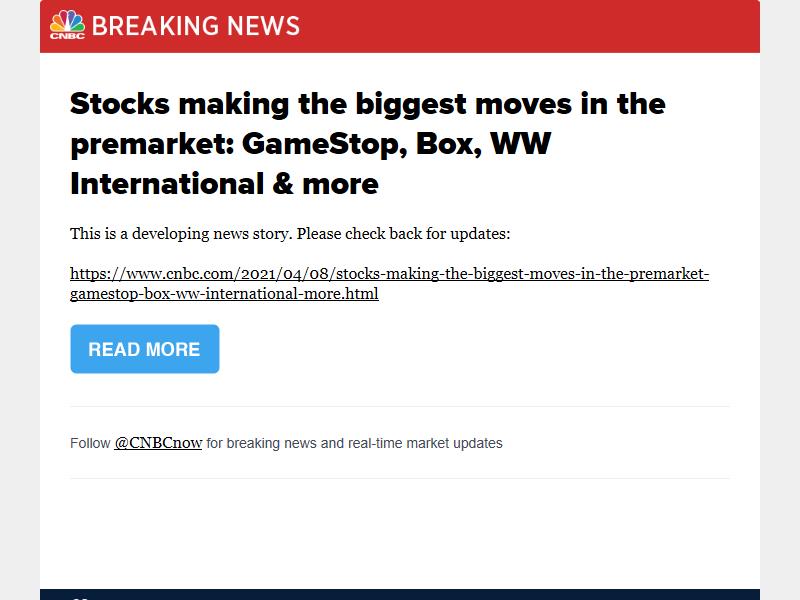 CNBC BREAKING NEWS
Stocks making the biggest moves in the
premarket: GameStop, Box, WW
International & more
This is a developing news story. Please check back for updates:
https://www.cnbc.com/2021/04/08/stocks-making-the-biggest-moves-in-the-premarket-
gamestop-box-ww-international-more.html
READ MORE
Follow @CNBCnow for breaking news and real-time market updates